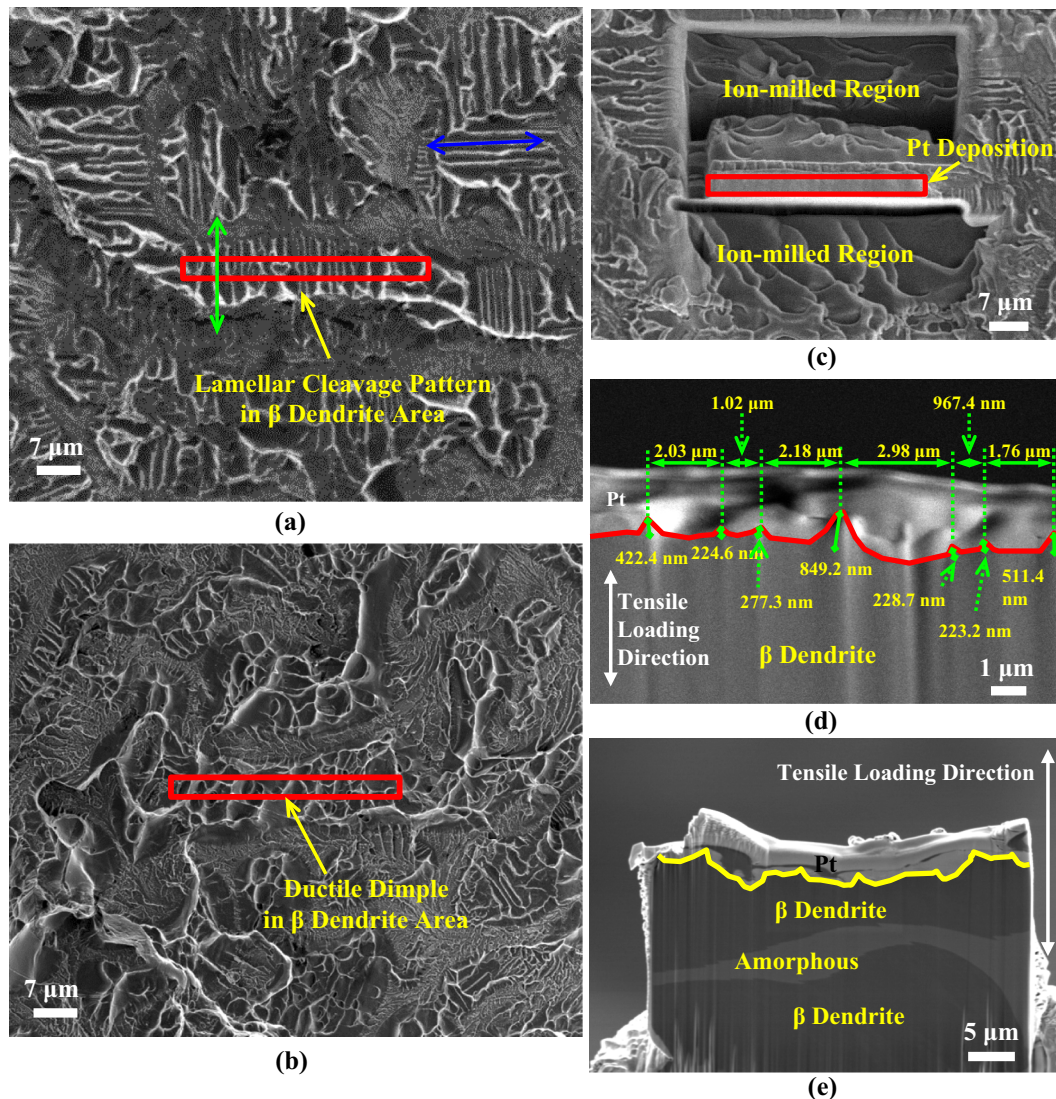 Lamellar Cleavage Pattern
in β Dendrite Area
7 μm
(a)
Ductile Dimple
in β Dendrite Area
7 μm
(b)
Ion-milled Region
Pt Deposition
Ion-milled Region
7 μm
(c)
1.02 μm
967.4 nm
2.03 μm
2.18 μm
2.98 μm
1.76 μm
Pt
422.4 nm
224.6 nm
277.3 nm
849.2 nm
228.7 nm
223.2 nm
511.4
nm
Tensile
Loading
Direction
β Dendrite
1 μm
(d)
Tensile Loading Direction
Pt
β Dendrite
Amorphous
β Dendrite
5 μm
(e)